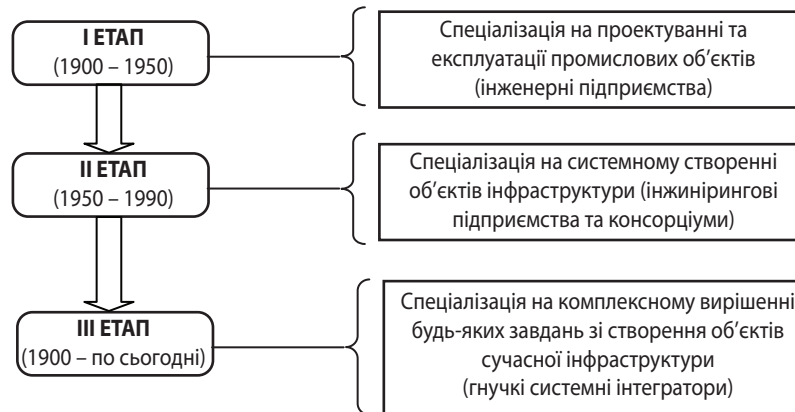 І ЕТАП
(1900 – 1950)
Спеціалізація на проектуванні та
експлуатації промислових об’єктів
(інженерні підприємства)
ІІ ЕТАП
(1950 – 1990)
Спеціалізація на системному створенні
об’єктів інфраструктури (інжинірингові
підприємства та консорціуми)
ІІІ ЕТАП
(1900 – по сьогодні)
Спеціалізація на комплексному вирішенні
будь-яких завдань зі створення об’єктів
сучасної інфраструктури
(гнучкі системні інтегратори)